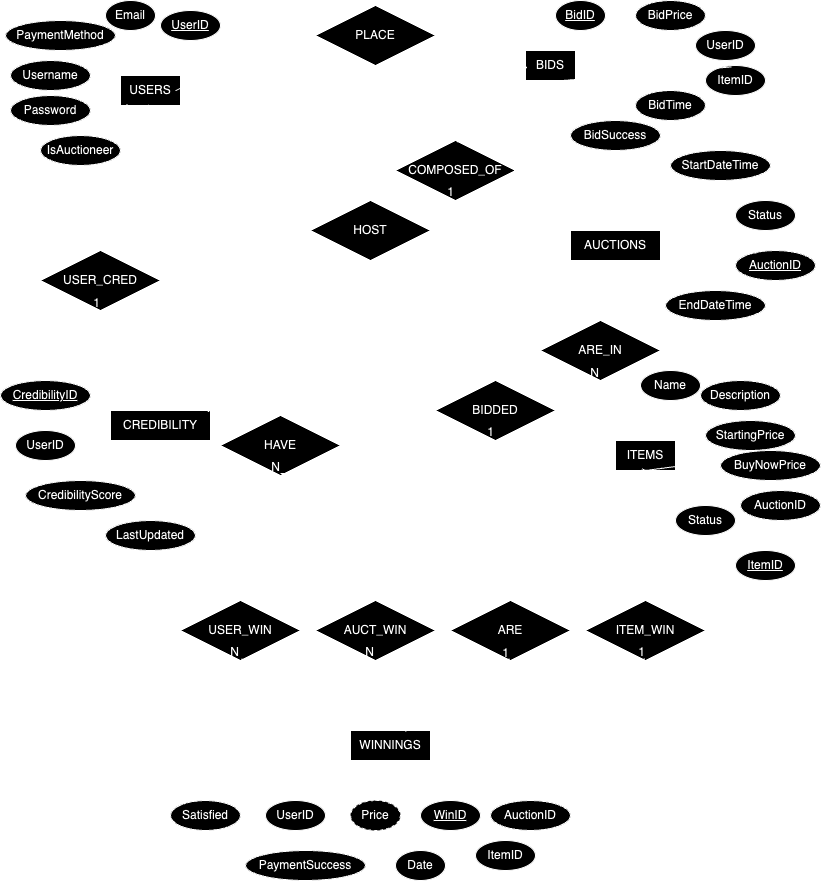 Email
UserID
PaymentMethod
Username
USERS
Password
IsAuctioneer
PLACE
BidID
BidPrice
UserID
BIDS
ItemID
BidTime
BidSuccess
COMPOSED_OF
1
StartDateTime
HOST
Status
AUCTIONS
AuctionID
EndDateTime
USER_CRED
1
ARE_IN
N
Name
Description
BIDDED
1
StartingPrice
ITEMS
BuyNowPrice
AuctionID
Status
ItemID
CredibilityID
CREDIBILITY
UserID
HAVE
N
CredibilityScore
LastUpdated
USER_WIN
N
AUCT_WIN
N
ARE
1
ITEM_WIN
1
WINNINGS
Satisfied
UserID
Price
WinID
AuctionID
PaymentSuccess
Date
ItemID